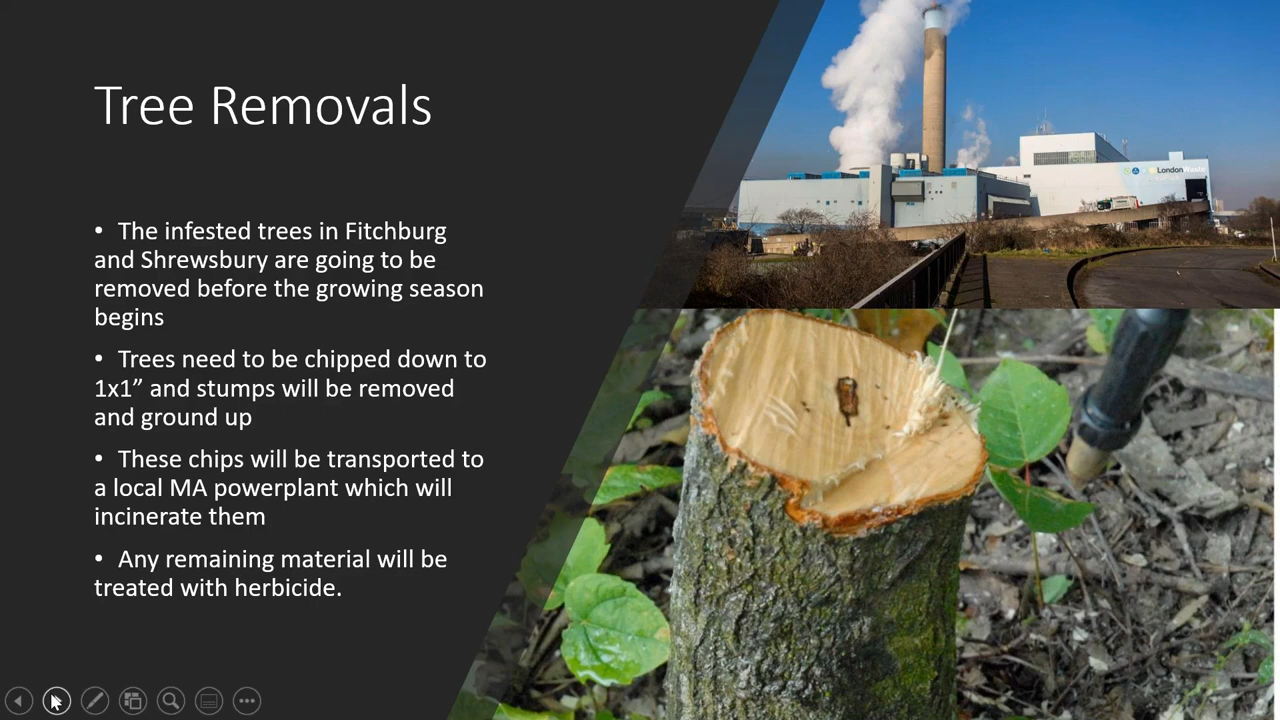 Tree Removals
• The infested trees in Fitchburg
and Shrewsbury are going to be
removed before the growing season
begins
• Trees need to be chipped down to
1x1” and stumps will be removed
and ground up
• These chips will be transported to
a local MA powerplant which will
incinerate them
• Any remaining material will be
treated with herbicide.
LondonWaste